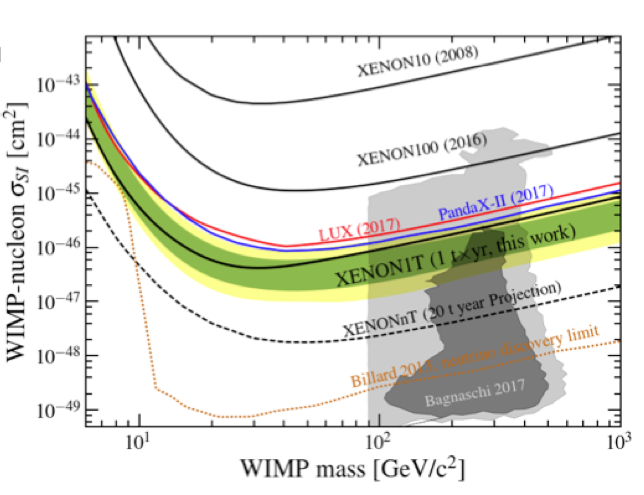 XENON10 (2008)
10⁻⁴³
10⁻⁴⁴
XENON100 (2016)
10⁻⁴⁵
LUX (2017)
PandaX-II (2017)
10⁻⁴⁶
XENON1T (1 t×yr, this work)
10⁻⁴⁷
XENONnT (20 t year Projection)
10⁻⁴⁸
Billard 2013, neutrino discovery limit
Bagnaschi 2017
10⁻⁴⁹
WIMP-nucleon σSI [cm²]
10¹
10²
10³
WIMP mass [GeV/c²]